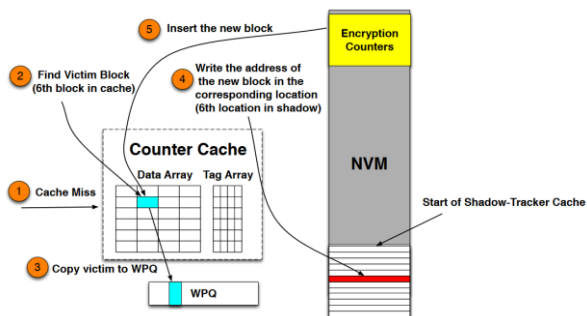 5
Insert the new block
Encryption
Counters
2
Find Victim Block
(6th block in cache)
4
Write the address of
the new block in the
corresponding location
(6th location in shadow)
Counter Cache
Data Array
Tag Array
NVM
1
Cache Miss
Start of Shadow-Tracker Cache
3
Copy victim to WPQ
WPQ